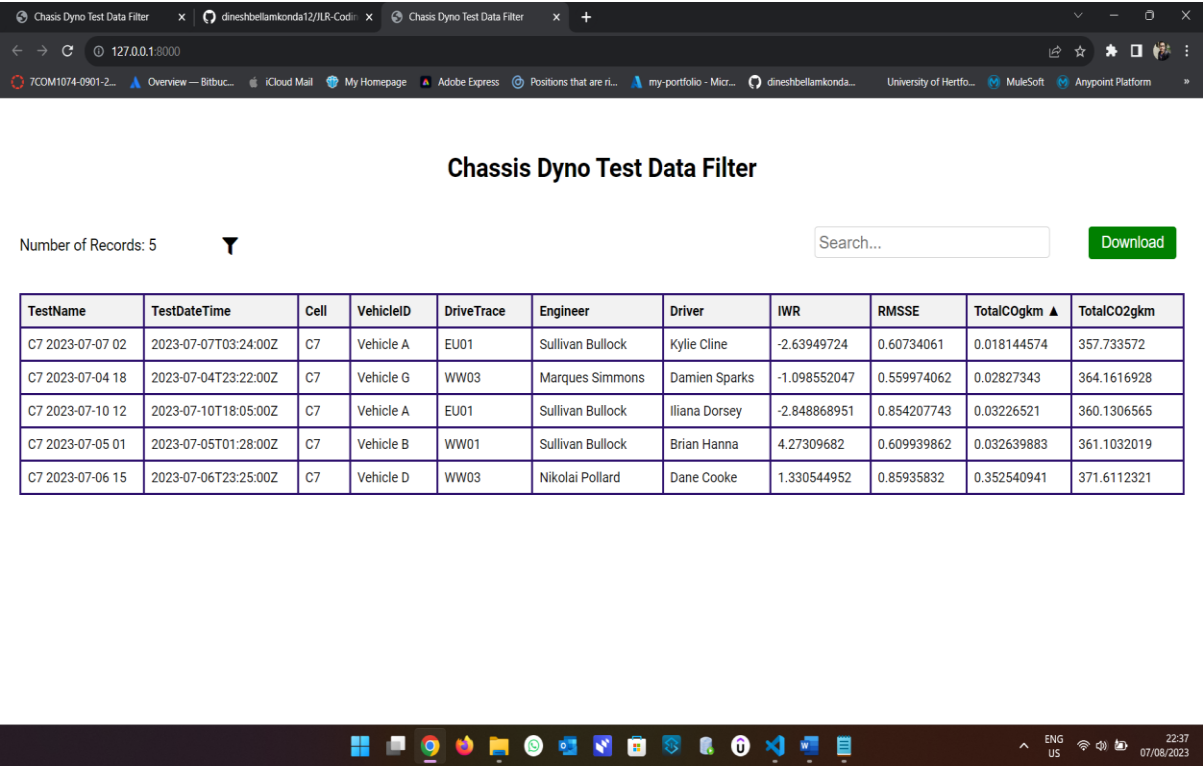 Chasis Dyno Test Data Filter
dineshbellamkonda12/JLR-Codin
Chasis Dyno Test Data Filter
127.0.0.1:8000
7COM1074-0901-2...
Overview — Bitbuc...
iCloud Mail
My Homepage
Adobe Express
Positions that are ri...
my-portfolio - Micr...
dineshbellamkonda...
University of Hertfo...
MuleSoft
Anypoint Platform
»
Chassis Dyno Test Data Filter
Number of Records: 5
Search...
Download
TestName TestDateTime Cell VehicleID DriveTrace Engineer Driver IWR RMSSE TotalCOgkm ▲ TotalCO2gkm
C7 2023-07-07 02 2023-07-07T03:24:00Z C7 Vehicle A EU01 Sullivan Bullock Kylie Cline -2.63949724 0.60734061 0.018144574 357.733572
C7 2023-07-04 18 2023-07-04T23:22:00Z C7 Vehicle G WW03 Marques Simmons Damien Sparks -1.098552047 0.559974062 0.02827343 364.1616928
C7 2023-07-10 12 2023-07-10T18:05:00Z C7 Vehicle A EU01 Sullivan Bullock Iliana Dorsey -2.848868951 0.854207743 0.03226521 360.1306565
C7 2023-07-05 01 2023-07-05T01:28:00Z C7 Vehicle B WW01 Sullivan Bullock Brian Hanna 4.27309682 0.609939862 0.032639883 361.1032019
C7 2023-07-06 15 2023-07-06T23:25:00Z C7 Vehicle D WW03 Nikolai Pollard Dane Cooke 1.330544952 0.85935832 0.352540941 371.6112321
ENG
US
22:37
07/08/2023